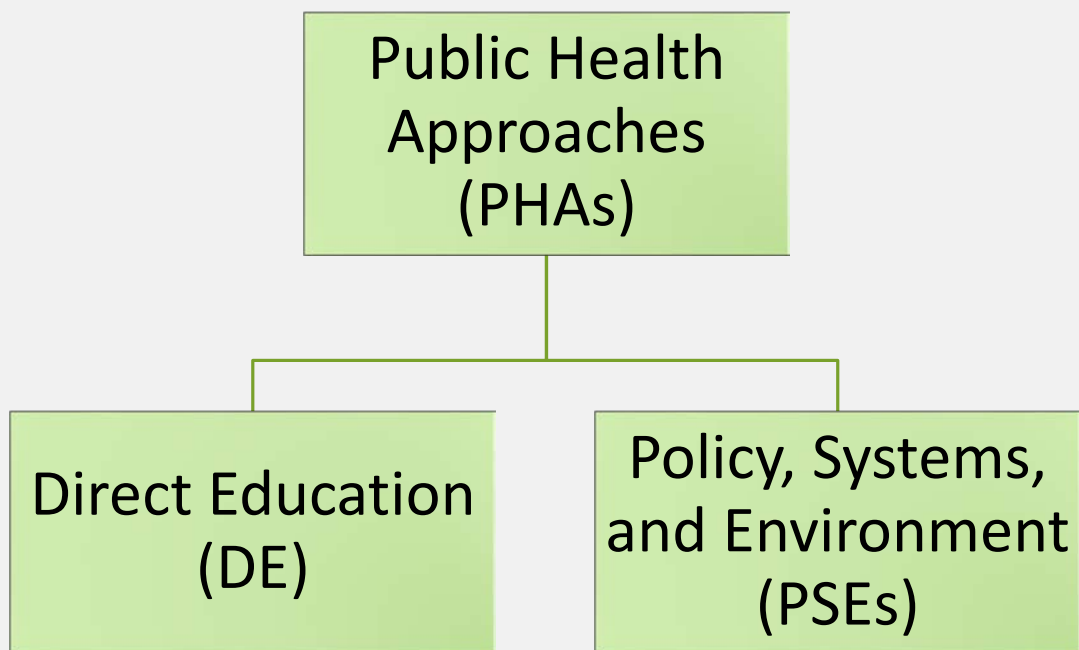 Public Health
Approaches
(PHAs)
Direct Education
(DE)
Policy, Systems,
and Environment
(PSEs)